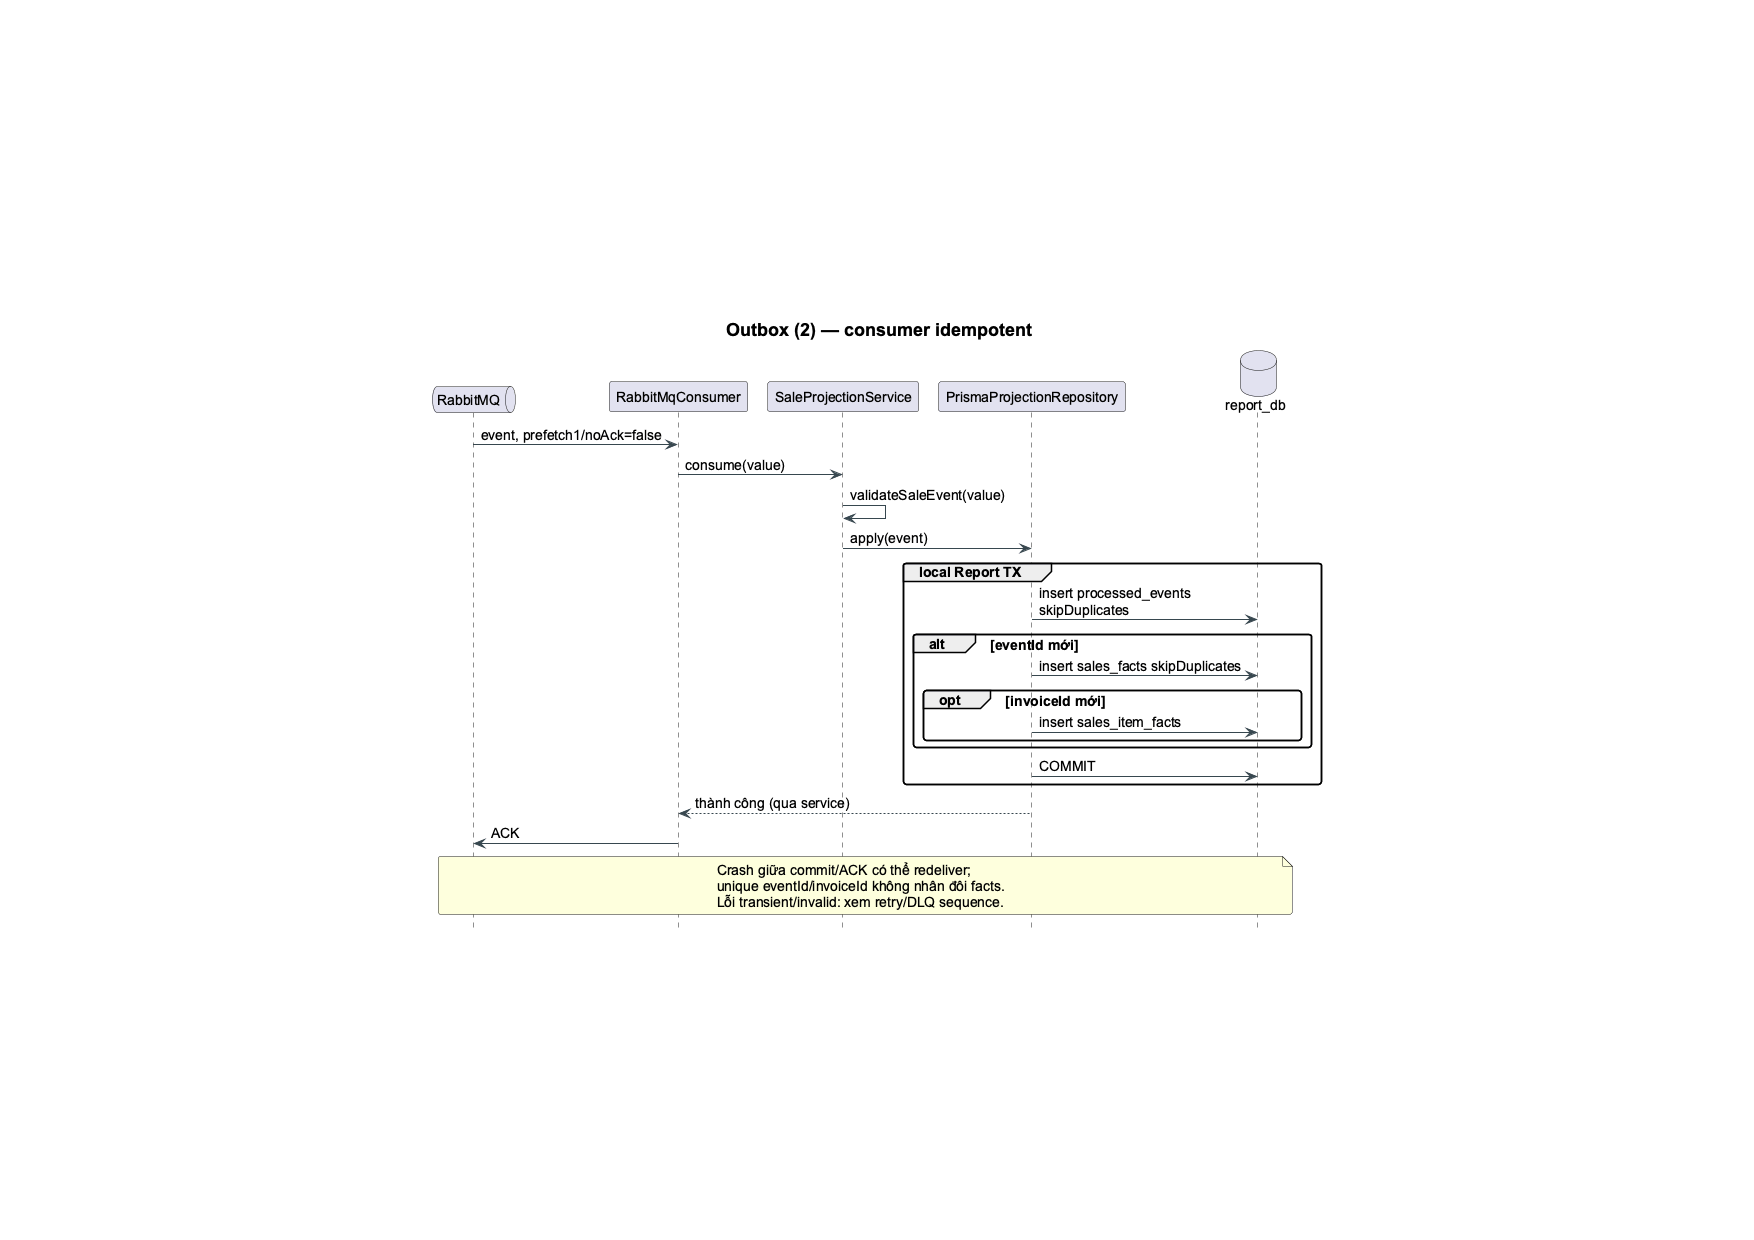 Outbox (2) — consumer idempotent
RabbitMQ
RabbitMqConsumer
SaleProjectionService
PrismaProjectionRepository
report_db
event, prefetch1/noAck=false
consume(value)
validateSaleEvent(value)
apply(event)
local Report TX
insert processed_events
skipDuplicates
alt
[eventId mới]
insert sales_facts skipDuplicates
opt
[invoiceId mới]
insert sales_item_facts
COMMIT
thành công (qua service)
ACK
Crash giữa commit/ACK có thể redeliver;
unique eventId/invoiceId không nhân đôi facts.
Lỗi transient/invalid: xem retry/DLQ sequence.